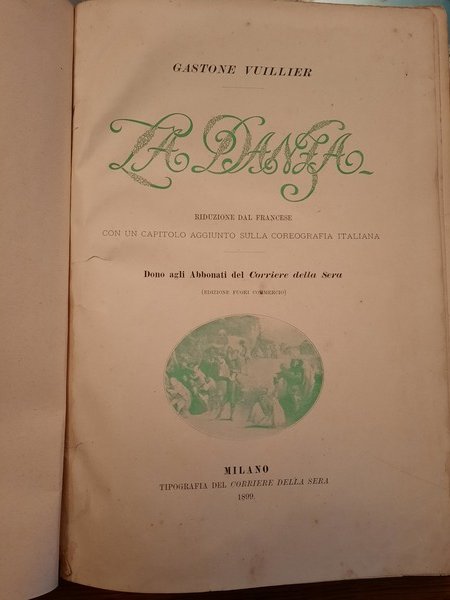 GASTONE VUILLIER
LA DANZA
RIDUZIONE DAL FRANCESE
CON UN CAPITOLO AGGIUNTO SULLA COREOGRAFIA ITALIANA
Dono agli Abbonati del Corriere della Sera
(EDIZIONE FUORI COMMERCIO)
MILANO
TIPOGRAFIA DEL CORRIERE DELLA SERA
1899.